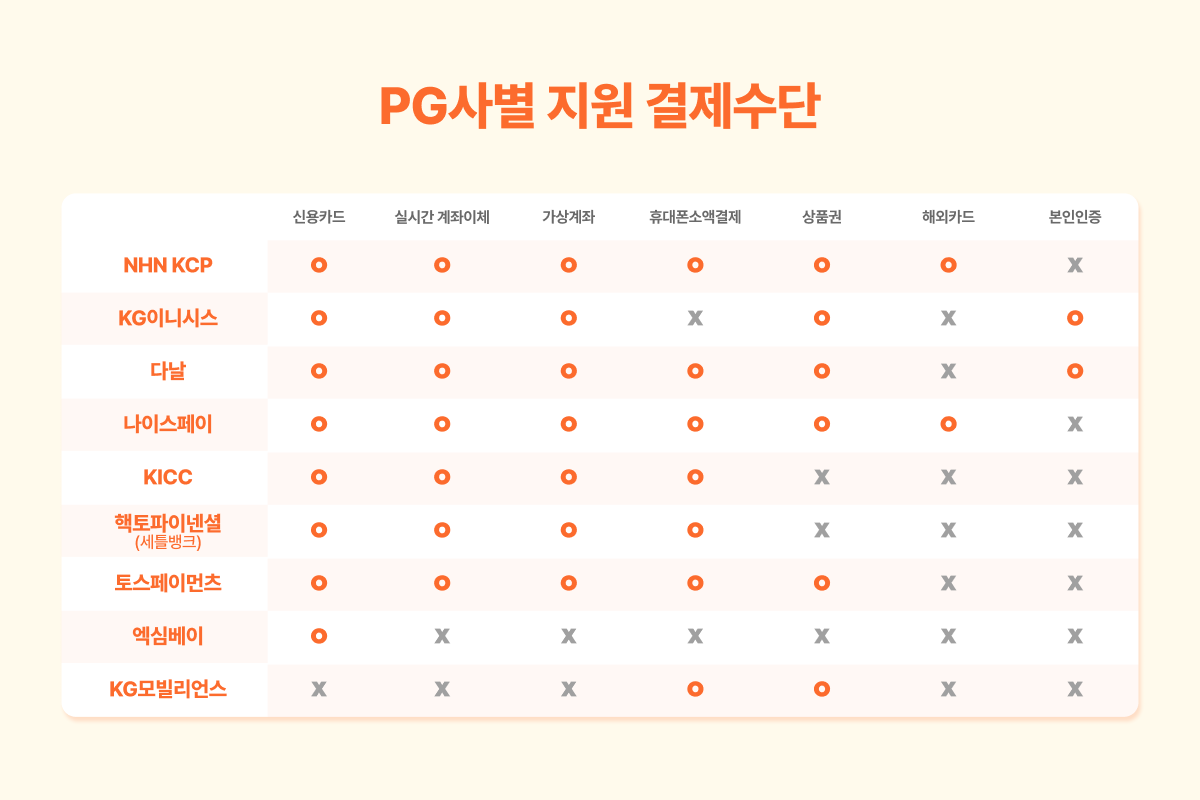 PG사별 지원 결제수단
신용카드 실시간 계좌이체 가상계좌 휴대폰소액결제 상품권 해외카드 본인인증
NHN KCP O O O O O O X
KG이니시스 O O O X O X O
다날 O O O O O X O
나이스페이 O O O O O O X
KICC O O O O X X X
핵토파이넨셜 O O O O X X X
(세틀뱅크)
토스페이먼츠 O O O O O X X
엑심베이 O X X X X X X
KG모빌리언스 X X X O O X X